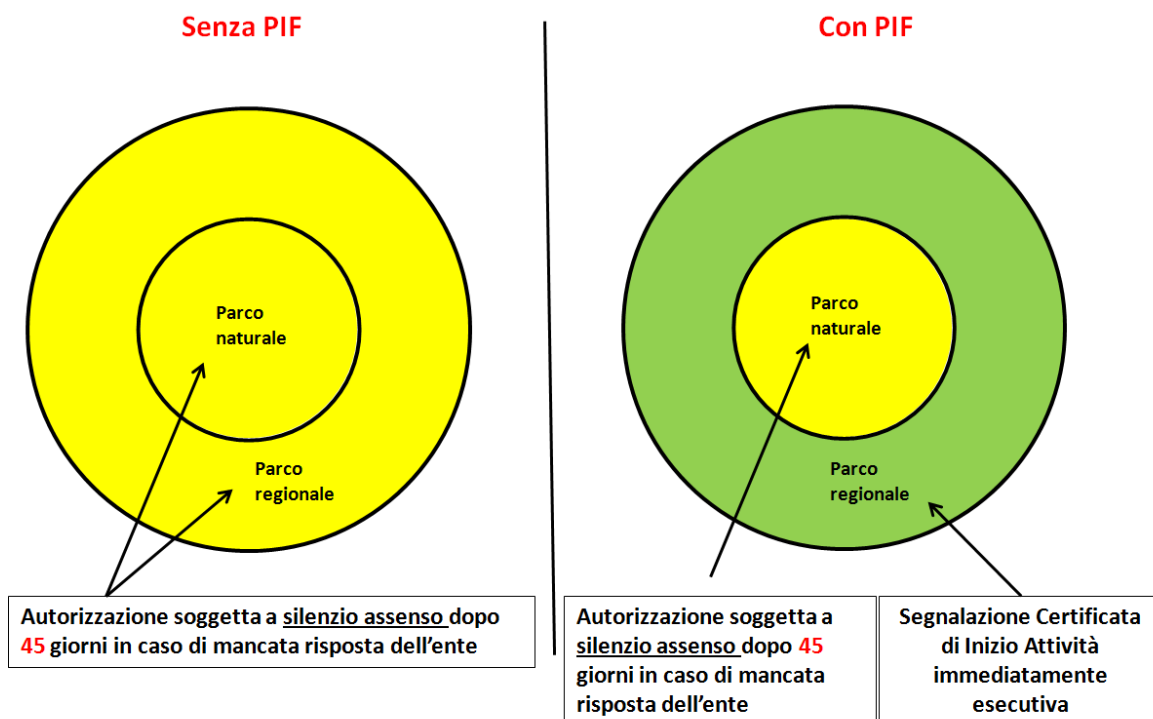 Senza PIF
Parco
naturale
Parco
regionale
Autorizzazione soggetta a silenzio assenso dopo
45 giorni in caso di mancata risposta dell’ente
Con PIF
Parco
naturale
Parco
regionale
Autorizzazione soggetta a
silenzio assenso dopo 45
giorni in caso di mancata
risposta dell’ente
Segnalazione Certificata
di Inizio Attività
immediatamente
esecutiva